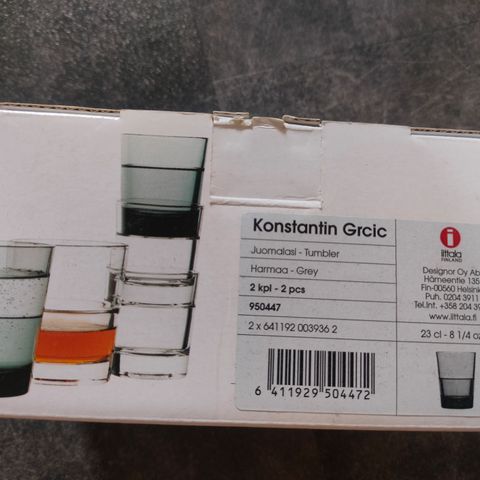 Konstantin Grcic
Juomalasi - Tumbler
Harmaa - Grey
2 kpl - 2 pcs
950447
2 x 641192 003936 2
6 411929 504472
i
iittala
FINLAND
Designor Oy Ab
Hämeentie 135
Fin-00560 Helsink
Puh. 0204 3911
Tel.Int. +358 204 39
www.iittala.fi
23 cl - 8 1/4 oz